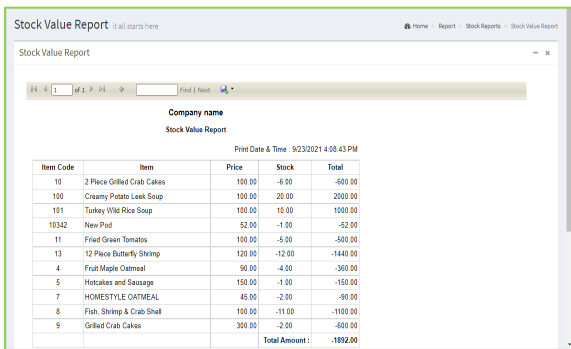 Stock Value Report it all starts here
Home > Report > Stock Reports > Stock Value Report
Stock Value Report
1 of 1 Find | Next
Company name
Stock Value Report
Print Date & Time : 9/23/2021 4:08:43 PM
Item Code Item Price Stock Total
10 2 Piece Grilled Crab Cakes 100.00 -6.00 -600.00
100 Creamy Potato Leek Soup 100.00 20.00 2000.00
101 Turkey Wild Rice Soup 100.00 10.00 1000.00
10342 New Pod 52.00 -1.00 -52.00
11 Fried Green Tomatos 100.00 -5.00 -500.00
13 12 Piece Butterfly Shrimp 120.00 -12.00 -1440.00
4 Fruit Maple Oatmeal 90.00 -4.00 -360.00
5 Hotcakes and Sausage 150.00 -1.00 -150.00
7 HOMESTYLE OATMEAL 45.00 -2.00 -90.00
8 Fish, Shrimp & Crab Shell 100.00 -11.00 -1100.00
9 Grilled Crab Cakes 300.00 -2.00 -600.00
Total Amount : -1892.00